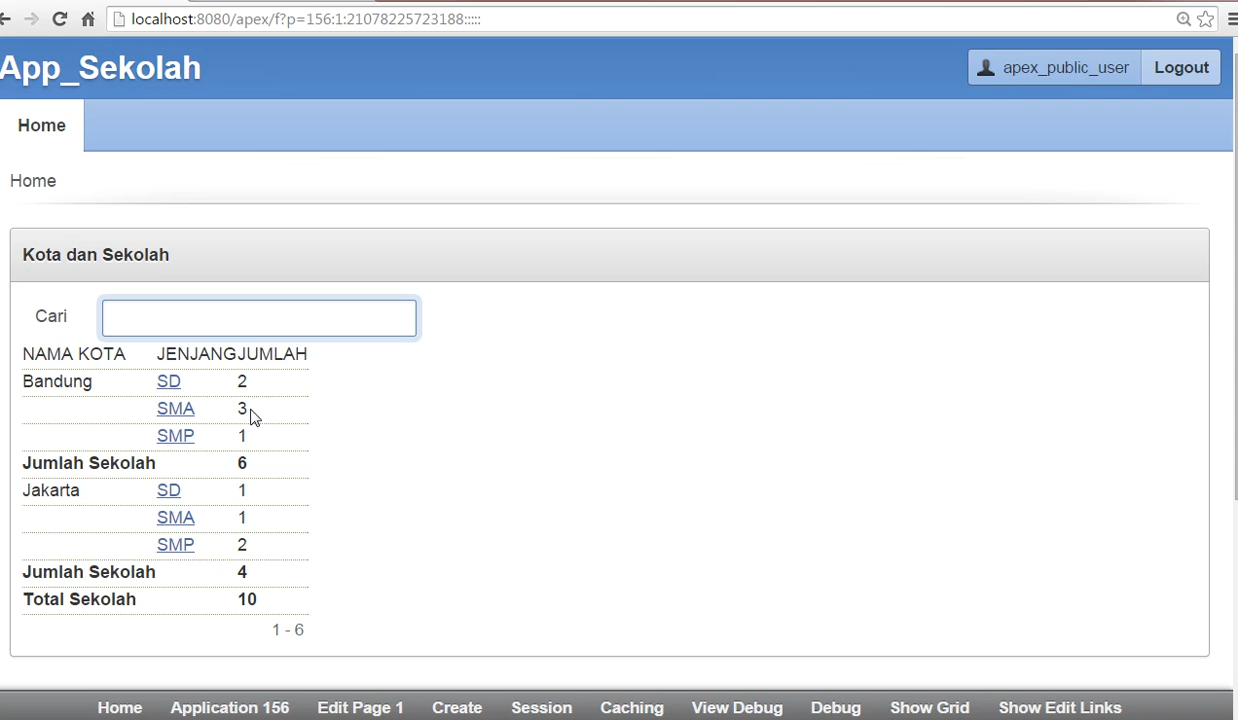 localhost:8080/apex/f?p=156:1:21078225723188:::::
App_Sekolah
apex_public_user Logout
Home
Home
Kota dan Sekolah
Cari
NAMA KOTA JENJANG JUMLAH
Bandung SD 2
SMA 3
SMP 1
Jumlah Sekolah 6
Jakarta SD 1
SMA 1
SMP 2
Jumlah Sekolah 4
Total Sekolah 10
1 - 6
Home Application 156 Edit Page 1 Create Session Caching View Debug Debug Show Grid Show Edit Links